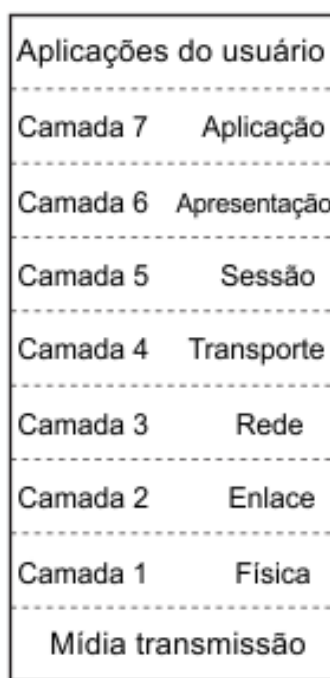 Aplicações do usuário
Camada 7 Aplicação
Camada 6 Apresentação
Camada 5 Sessão
Camada 4 Transporte
Camada 3 Rede
Camada 2 Enlace
Camada 1 Física
Mídia transmissão